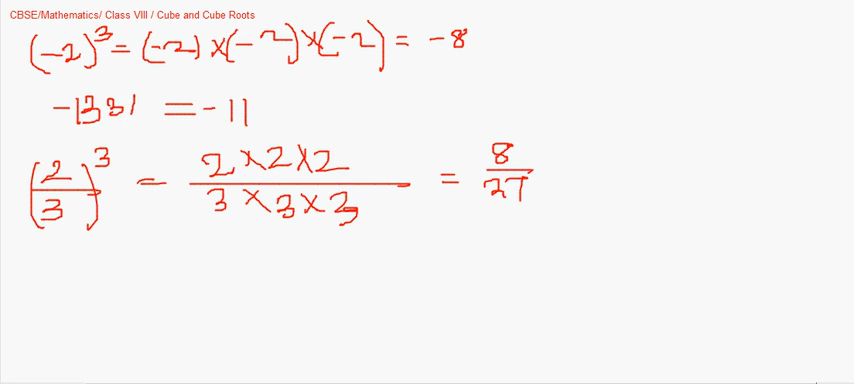 CBSE/Mathematics/ Class VIII / Cube and Cube Roots
(-2)³ = (-2) × (-2) × (-2) = -8
-1331 = -11
(2/3)³ = 2×2×2 / 3×3×3 = 8/27